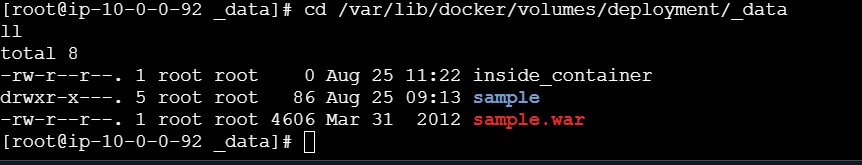 [root@ip-10-0-0-92 _data]# cd /var/lib/docker/volumes/deployment/_data
ll
total 8
-rw-r--r--. 1 root root    0 Aug 25 11:22 inside_container
drwxr-x---. 5 root root   86 Aug 25 09:13 sample
-rw-r--r--. 1 root root 4606 Mar 31  2012 sample.war
[root@ip-10-0-0-92 _data]#